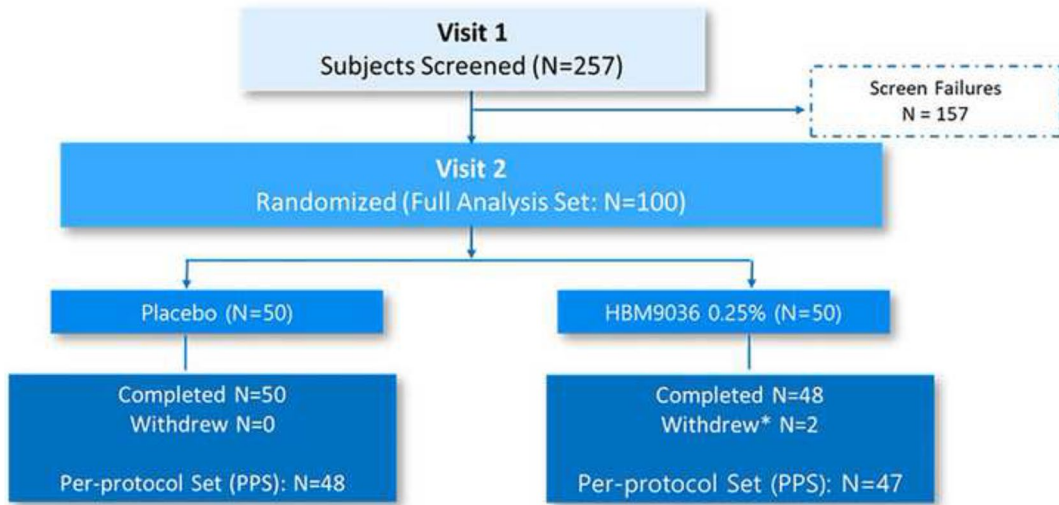 Visit 1
Subjects Screened (N=257)
Screen Failures
N = 157
Visit 2
Randomized (Full Analysis Set: N=100)
Placebo (N=50)
HBM9036 0.25% (N=50)
Completed N=50
Withdrew N=0
Per-protocol Set (PPS): N=48
Completed N=48
Withdrew* N=2
Per-protocol Set (PPS): N=47